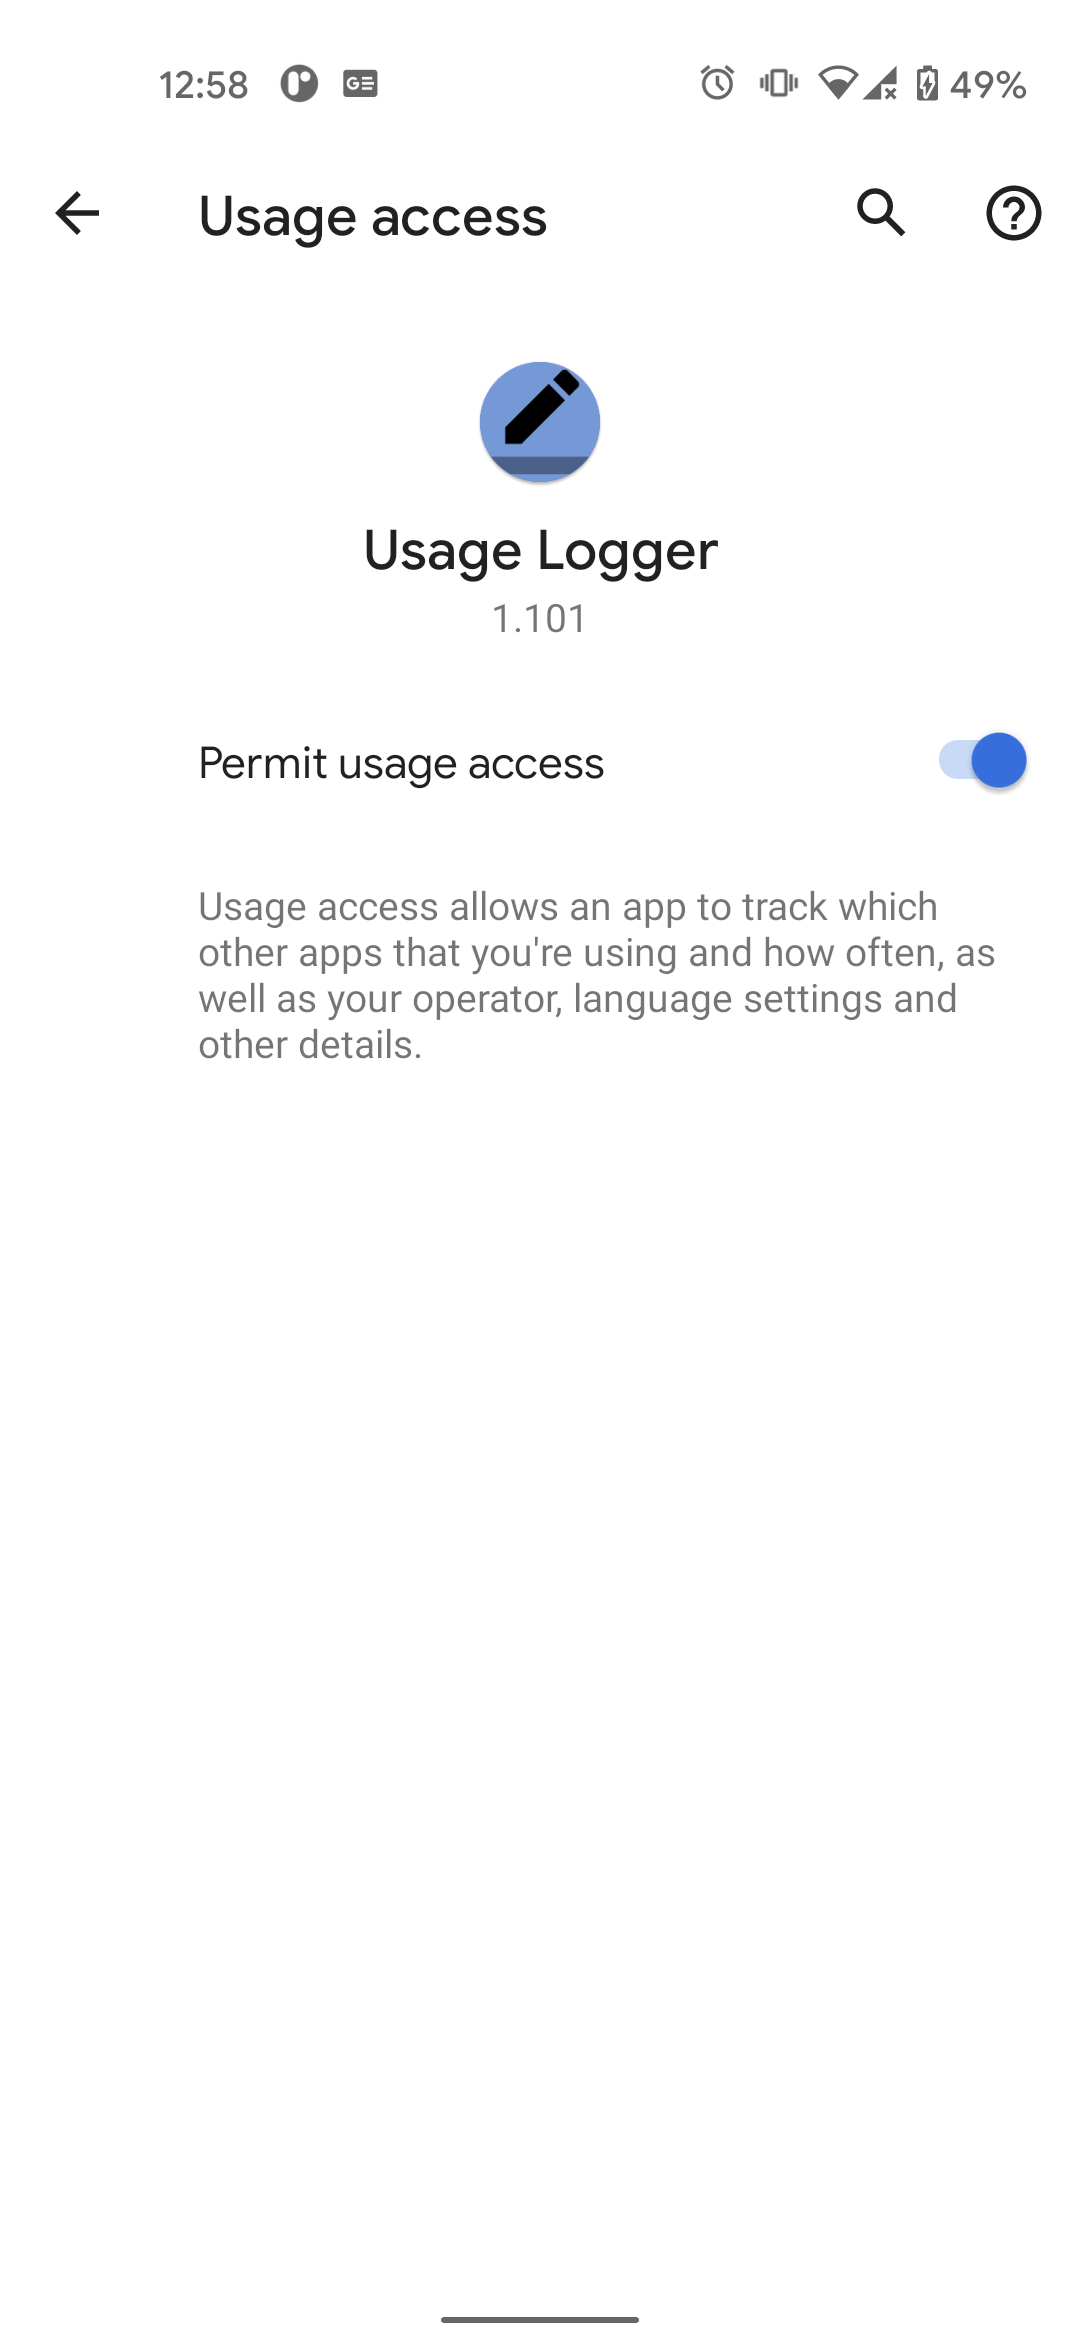 12:58 GE 49%
Usage access
Usage Logger
1.101
Permit usage access
Usage access allows an app to track which
other apps that you're using and how often, as
well as your operator, language settings and
other details.